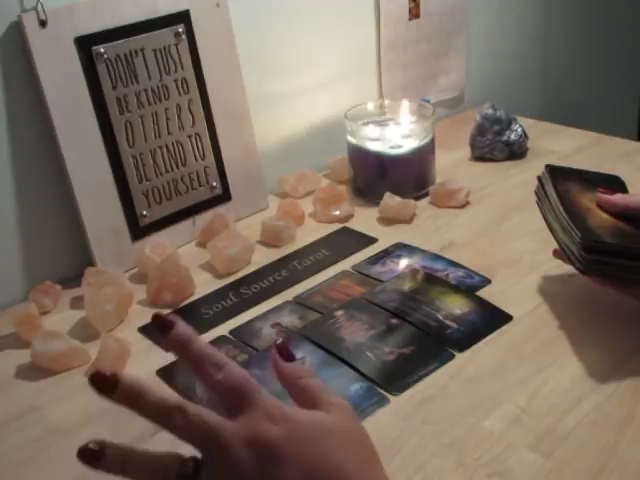 DON'T JUST
BE KIND TO
OTHERS
BE KIND TO
YOURSELF
Soul Source Tarot